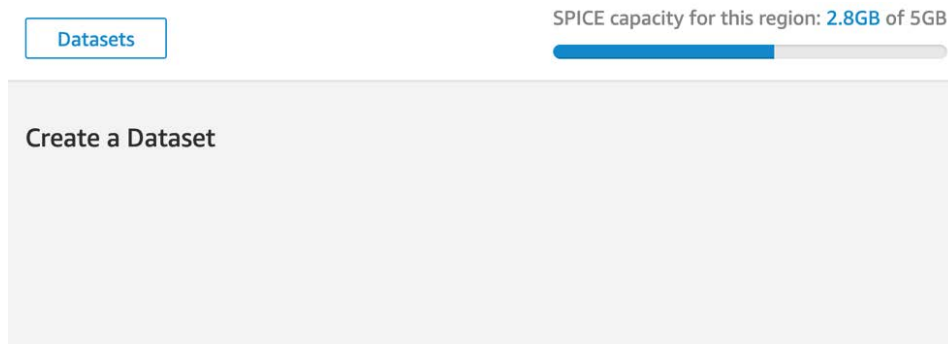 Datasets
SPICE capacity for this region: 2.8GB of 5GB
Create a Dataset